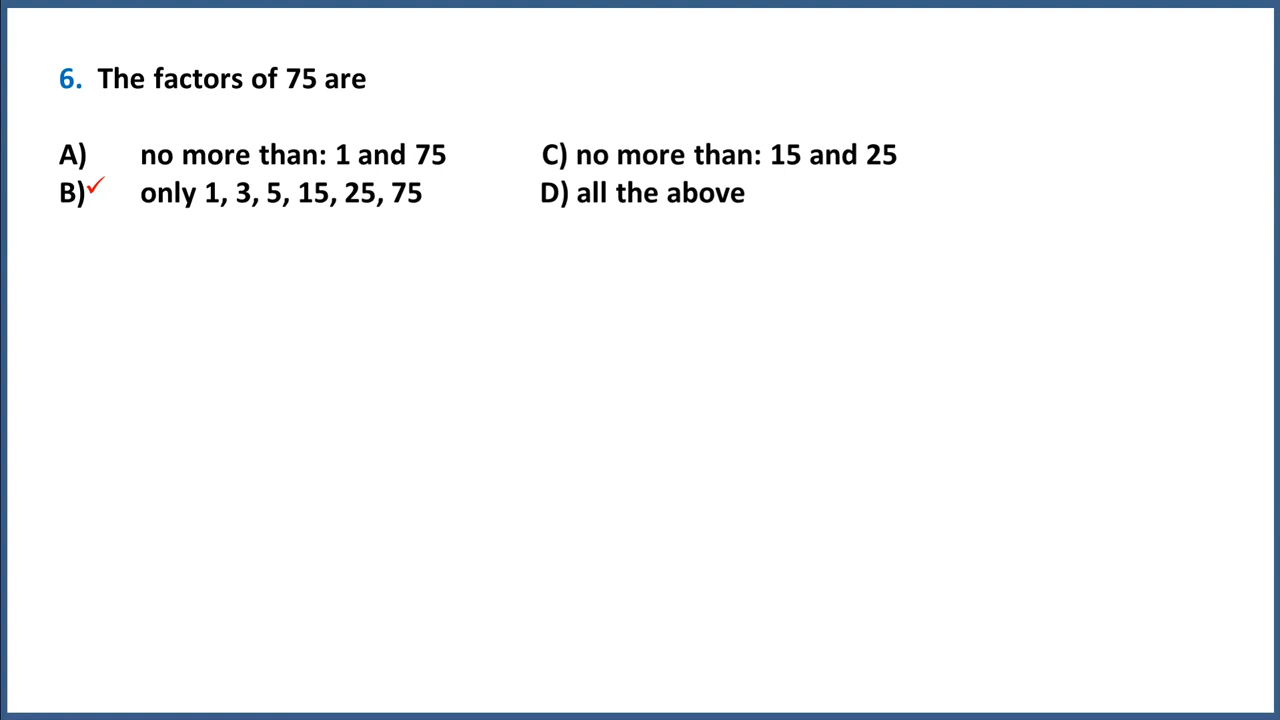 6. The factors of 75 are
A) no more than: 1 and 75 C) no more than: 15 and 25
B)✓ only 1, 3, 5, 15, 25, 75 D) all the above